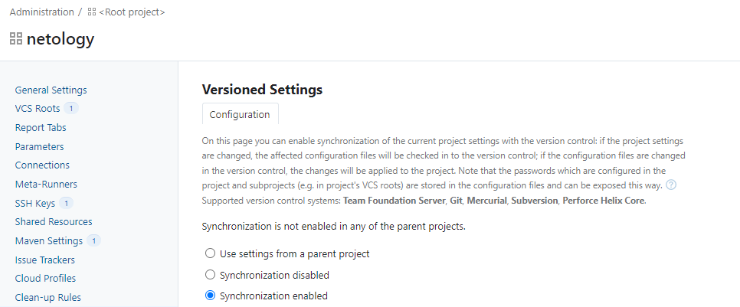 Administration / <Root project>
netology
General Settings
VCS Roots 1
Report Tabs
Parameters
Connections
Meta-Runners
SSH Keys 1
Shared Resources
Maven Settings 1
Issue Trackers
Cloud Profiles
Clean-up Rules
Versioned Settings
Configuration
On this page you can enable synchronization of the current project settings with the version control: if the project settings
are changed, the affected configuration files will be checked in to the version control; if the configuration files are changed
in the version control, the changes will be applied to the project. Note that the passwords which are configured in the
project and subprojects (e.g. in project's VCS roots) are stored in the configuration files and can be exposed this way. ?
Supported version control systems: Team Foundation Server, Git, Mercurial, Subversion, Perforce Helix Core.
Synchronization is not enabled in any of the parent projects.
Use settings from a parent project
Synchronization disabled
Synchronization enabled